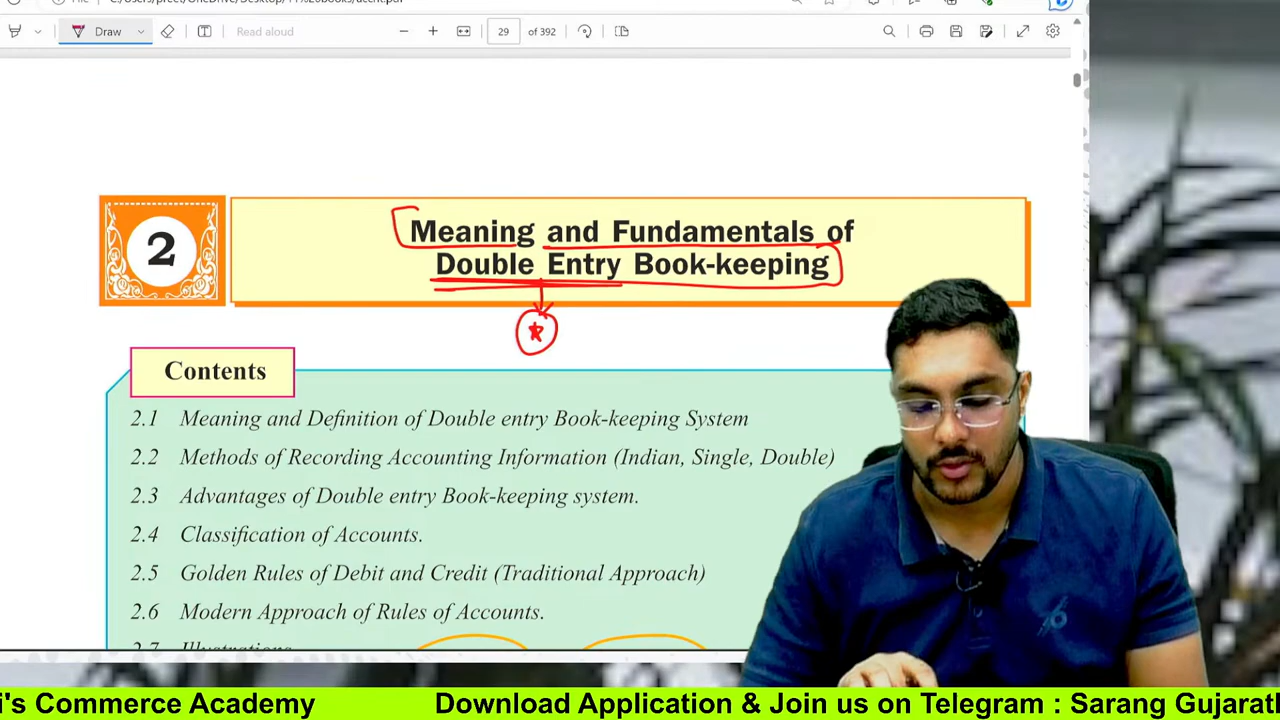 Draw
Read aloud
29
of 392
2
Meaning and Fundamentals of
Double Entry Book-keeping
Contents
2.1 Meaning and Definition of Double entry Book-keeping System
2.2 Methods of Recording Accounting Information (Indian, Single, Double)
2.3 Advantages of Double entry Book-keeping system.
2.4 Classification of Accounts.
2.5 Golden Rules of Debit and Credit (Traditional Approach)
2.6 Modern Approach of Rules of Accounts.
2.7 Illustrations
i's Commerce Academy Download Application & Join us on Telegram : Sarang Gujarat